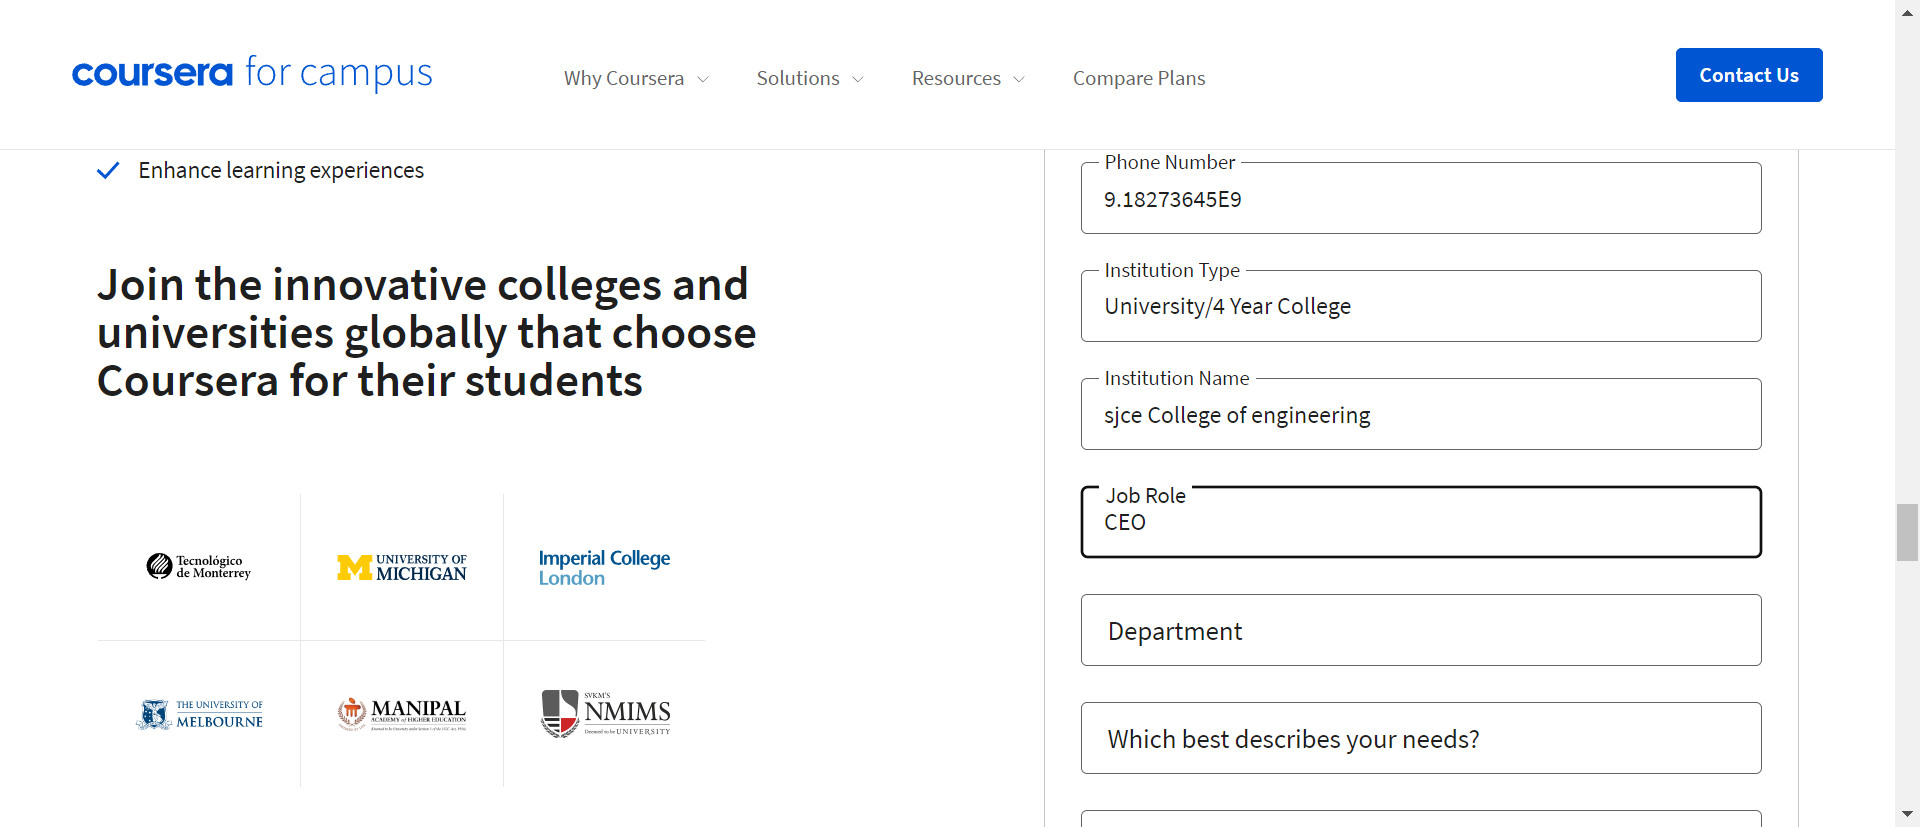 coursera for campus
Why Coursera
Solutions
Resources
Compare Plans
Contact Us
Enhance learning experiences
Join the innovative colleges and
universities globally that choose
Coursera for their students
Tecnológico
de Monterrey
UNIVERSITY OF
MICHIGAN
Imperial College
London
THE UNIVERSITY OF
MELBOURNE
MANIPAL
ACADEMY of HIGHER EDUCATION
SVKM'S
NMIMS
Deemed to be UNIVERSITY
Phone Number
9.18273645E9
Institution Type
University/4 Year College
Institution Name
sjce College of engineering
Job Role
CEO
Department
Which best describes your needs?